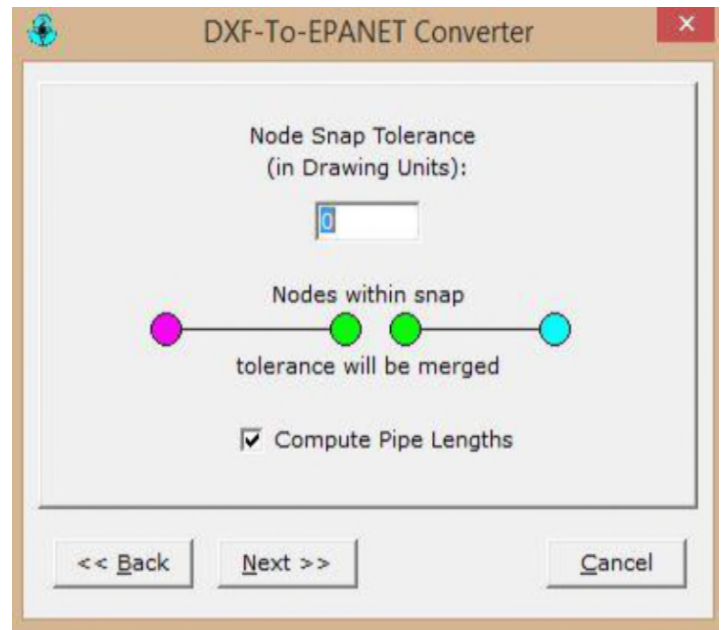 DXF-To-EPANET Converter
Node Snap Tolerance
(in Drawing Units):
0
Nodes within snap
tolerance will be merged
Compute Pipe Lengths
<< Back Next >> Cancel